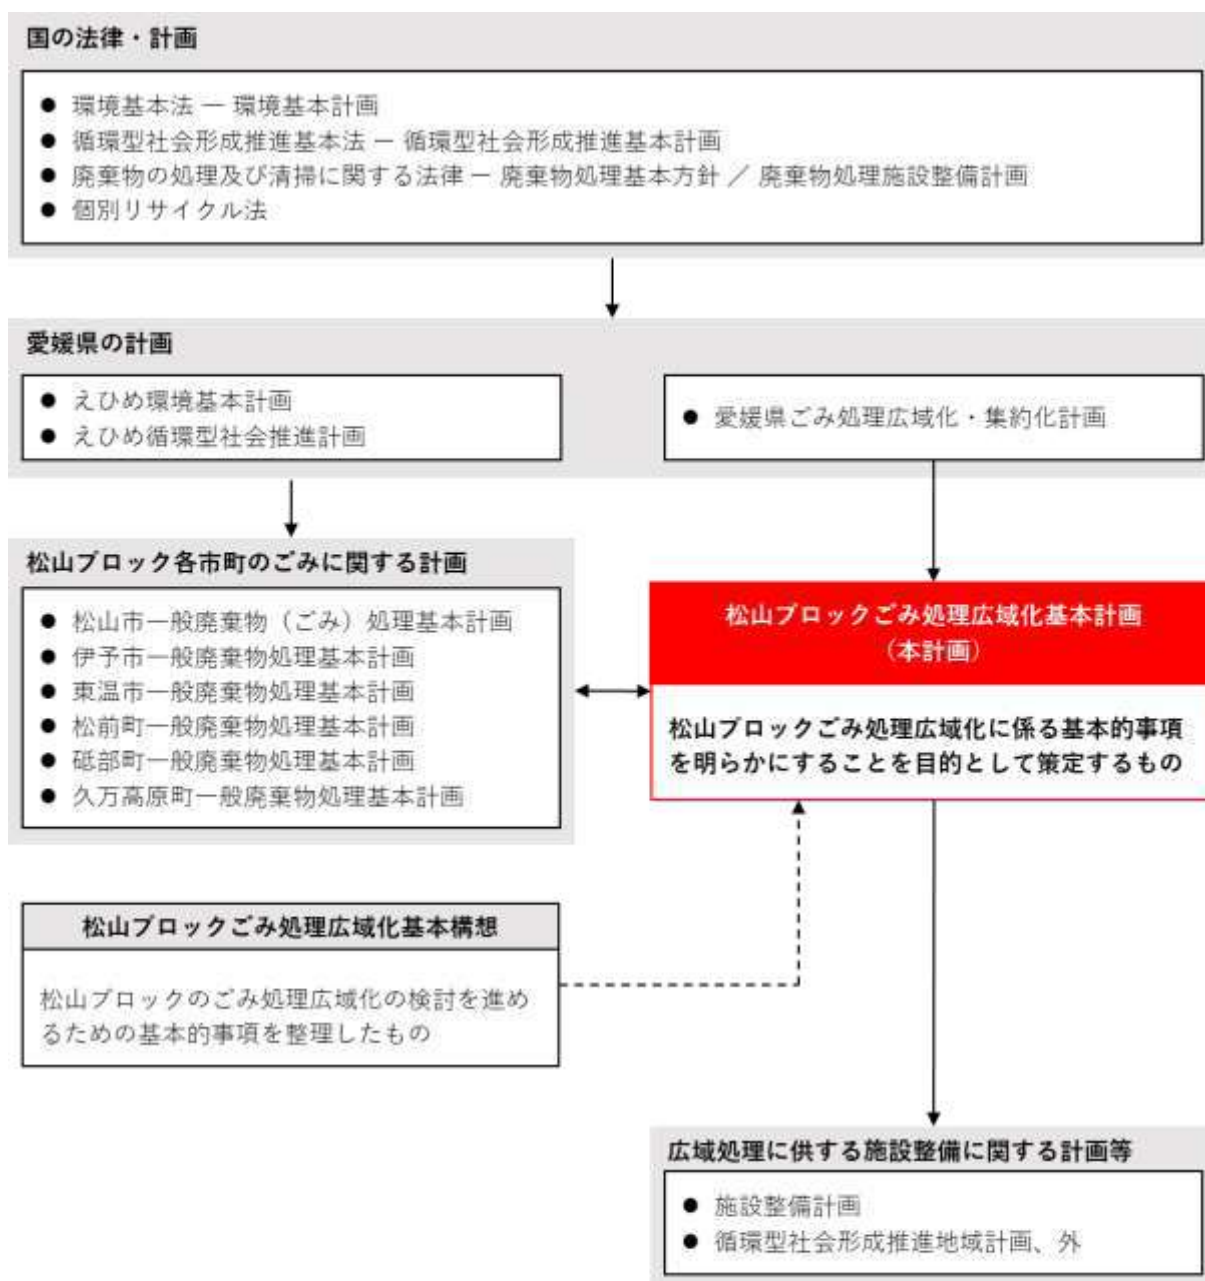 国の法律・計画
● 環境基本法 ― 環境基本計画
● 循環型社会形成推進基本法 ― 循環型社会形成推進基本計画
● 廃棄物の処理及び清掃に関する法律 ― 廃棄物処理基本方針 ／ 廃棄物処理施設整備計画
● 個別リサイクル法
愛媛県の計画
● えひめ環境基本計画
● えひめ循環型社会推進計画
● 愛媛県ごみ処理広域化・集約化計画
松山ブロック各市町のごみに関する計画
● 松山市一般廃棄物（ごみ）処理基本計画
● 伊予市一般廃棄物処理基本計画
● 東温市一般廃棄物処理基本計画
● 松前町一般廃棄物処理基本計画
● 砥部町一般廃棄物処理基本計画
● 久万高原町一般廃棄物処理基本計画
松山ブロックごみ処理広域化基本計画
（本計画）
松山ブロックごみ処理広域化に係る基本的事項
を明らかにすることを目的として策定するもの
松山ブロックごみ処理広域化基本構想
松山ブロックのごみ処理広域化の検討を進め
るための基本的事項を整理したもの
広域処理に供する施設整備に関する計画等
● 施設整備計画
● 循環型社会形成推進地域計画、外